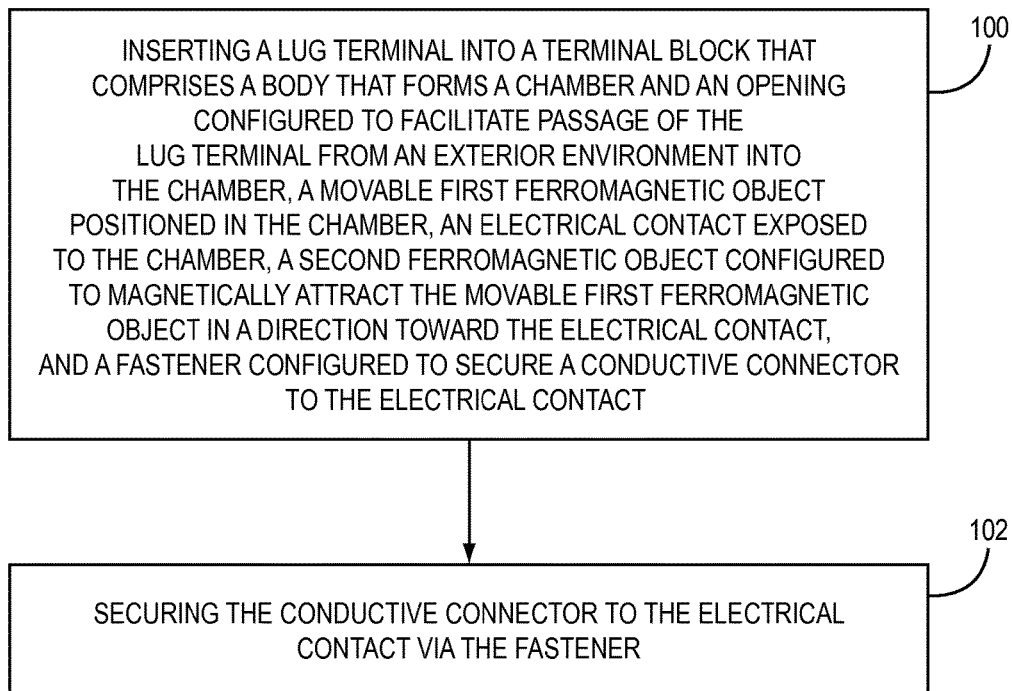 INSERTING A LUG TERMINAL INTO A TERMINAL BLOCK THAT
COMPRISES A BODY THAT FORMS A CHAMBER AND AN OPENING
CONFIGURED TO FACILITATE PASSAGE OF THE
LUG TERMINAL FROM AN EXTERIOR ENVIRONMENT INTO
THE CHAMBER, A MOVABLE FIRST FERROMAGNETIC OBJECT
POSITIONED IN THE CHAMBER, AN ELECTRICAL CONTACT EXPOSED
TO THE CHAMBER, A SECOND FERROMAGNETIC OBJECT CONFIGURED
TO MAGNETICALLY ATTRACT THE MOVABLE FIRST FERROMAGNETIC
OBJECT IN A DIRECTION TOWARD THE ELECTRICAL CONTACT,
AND A FASTENER CONFIGURED TO SECURE A CONDUCTIVE CONNECTOR
TO THE ELECTRICAL CONTACT
100
SECURING THE CONDUCTIVE CONNECTOR TO THE ELECTRICAL
CONTACT VIA THE FASTENER
102